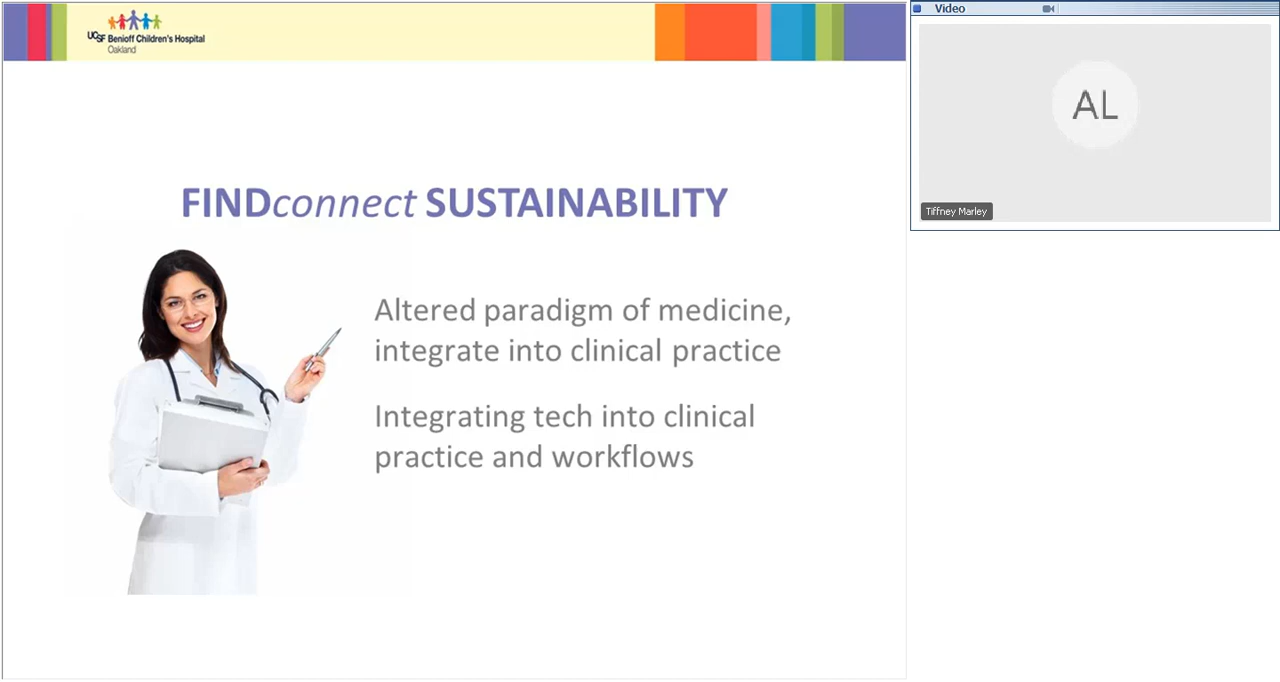 UCSF Benioff Children's Hospital
Oakland
FINDconnect SUSTAINABILITY
Altered paradigm of medicine,
integrate into clinical practice
Integrating tech into clinical
practice and workflows
Video
AL
Tiffney Marley